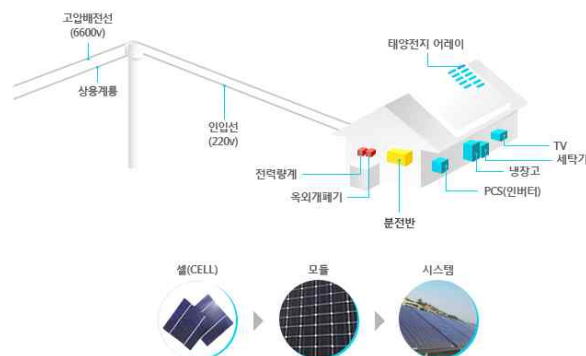 고압배전선
(6600v)
태양전지 어레이
상용계통
인입선
(220v)
TV
세탁기
냉장고
전력량계
PCS(인버터)
옥외개폐기
분전반
셀(CELL)
모듈
시스템